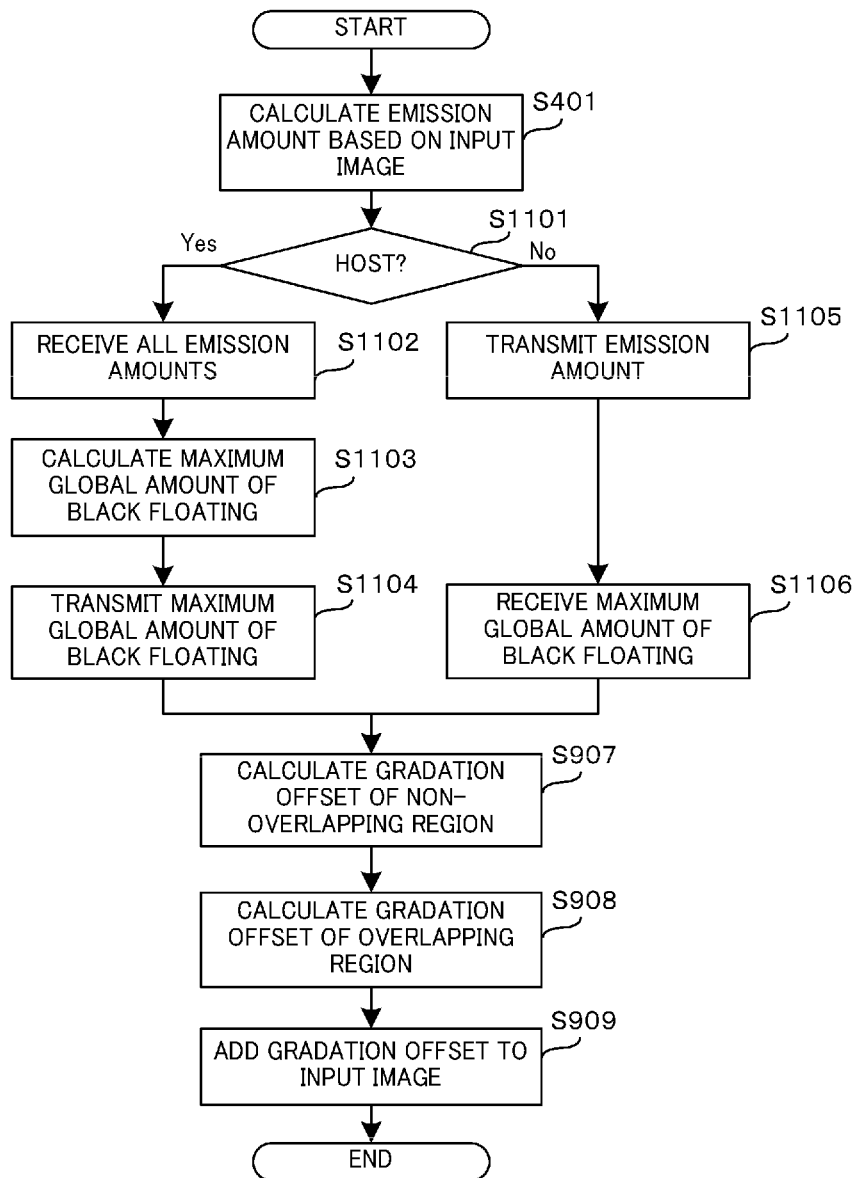 START
CALCULATE EMISSION
AMOUNT BASED ON INPUT
IMAGE
S401
HOST?
S1101
Yes
No
RECEIVE ALL EMISSION
AMOUNTS
S1102
TRANSMIT EMISSION
AMOUNT
S1105
CALCULATE MAXIMUM
GLOBAL AMOUNT OF
BLACK FLOATING
S1103
TRANSMIT MAXIMUM
GLOBAL AMOUNT OF
BLACK FLOATING
S1104
RECEIVE MAXIMUM
GLOBAL AMOUNT OF
BLACK FLOATING
S1106
CALCULATE GRADATION
OFFSET OF NON-
OVERLAPPING REGION
S907
CALCULATE GRADATION
OFFSET OF OVERLAPPING
REGION
S908
ADD GRADATION OFFSET TO
INPUT IMAGE
S909
END